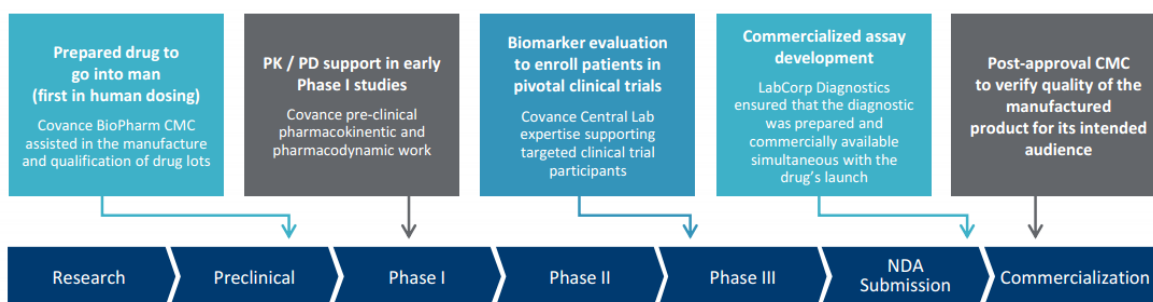 Prepared drug to
go into man
(first in human dosing)
Covance BioPharm CMC
assisted in the manufacture
and qualification of drug lots
PK / PD support in early
Phase I studies
Covance pre-clinical
pharmacokinentic and
pharmacodynamic work
Biomarker evaluation
to enroll patients in
pivotal clinical trials
Covance Central Lab
expertise supporting
targeted clinical trial
participants
Commercialized assay
development
LabCorp Diagnostics
ensured that the diagnostic
was prepared and
commercially available
simultaneous with the
drug's launch
Post-approval CMC
to verify quality of the
manufactured
product for its intended
audience
Research
Preclinical
Phase I
Phase II
Phase III
NDA
Submission
Commercialization